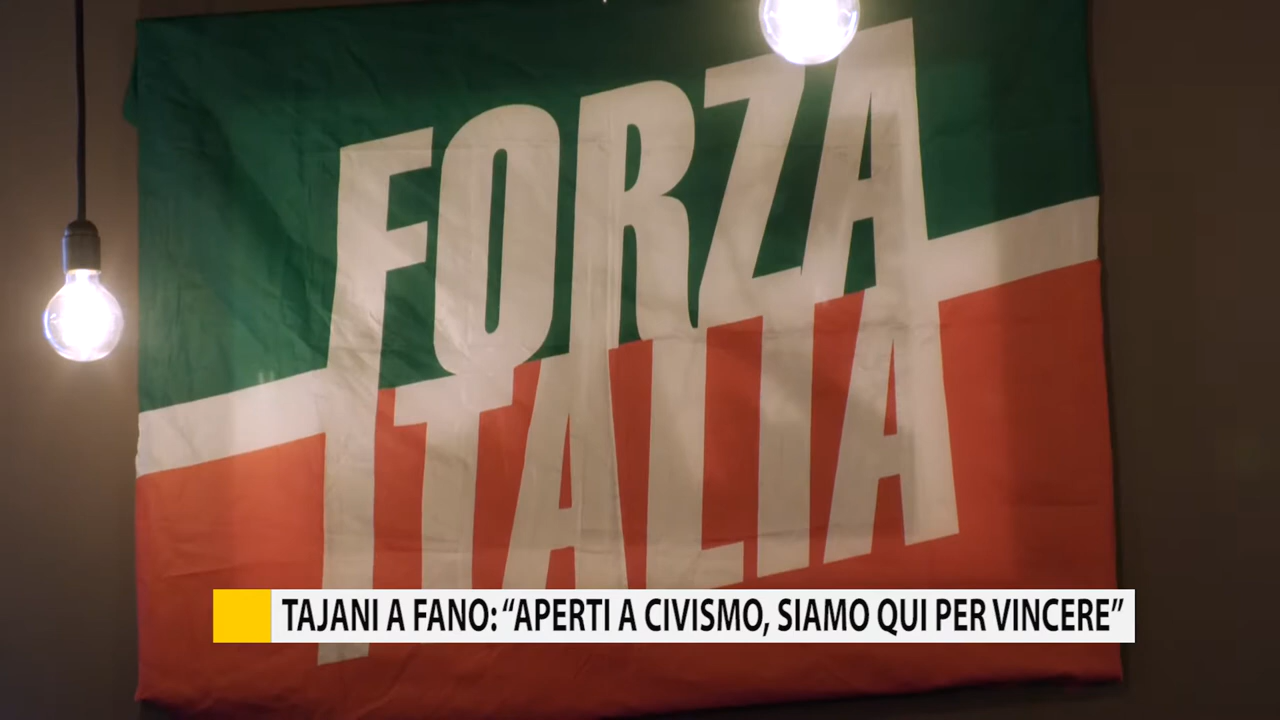 FORZA
ITALIA
TAJANI A FANO: “APERTI A CIVISMO, SIAMO QUI PER VINCERE”